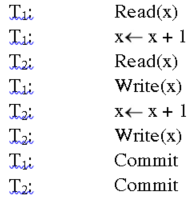 T₁: Read(x)
T₁: x← x + 1
T₂: Read(x)
T₁: Write(x)
T₂: x← x + 1
T₂: Write(x)
T₁: Commit
T₂: Commit